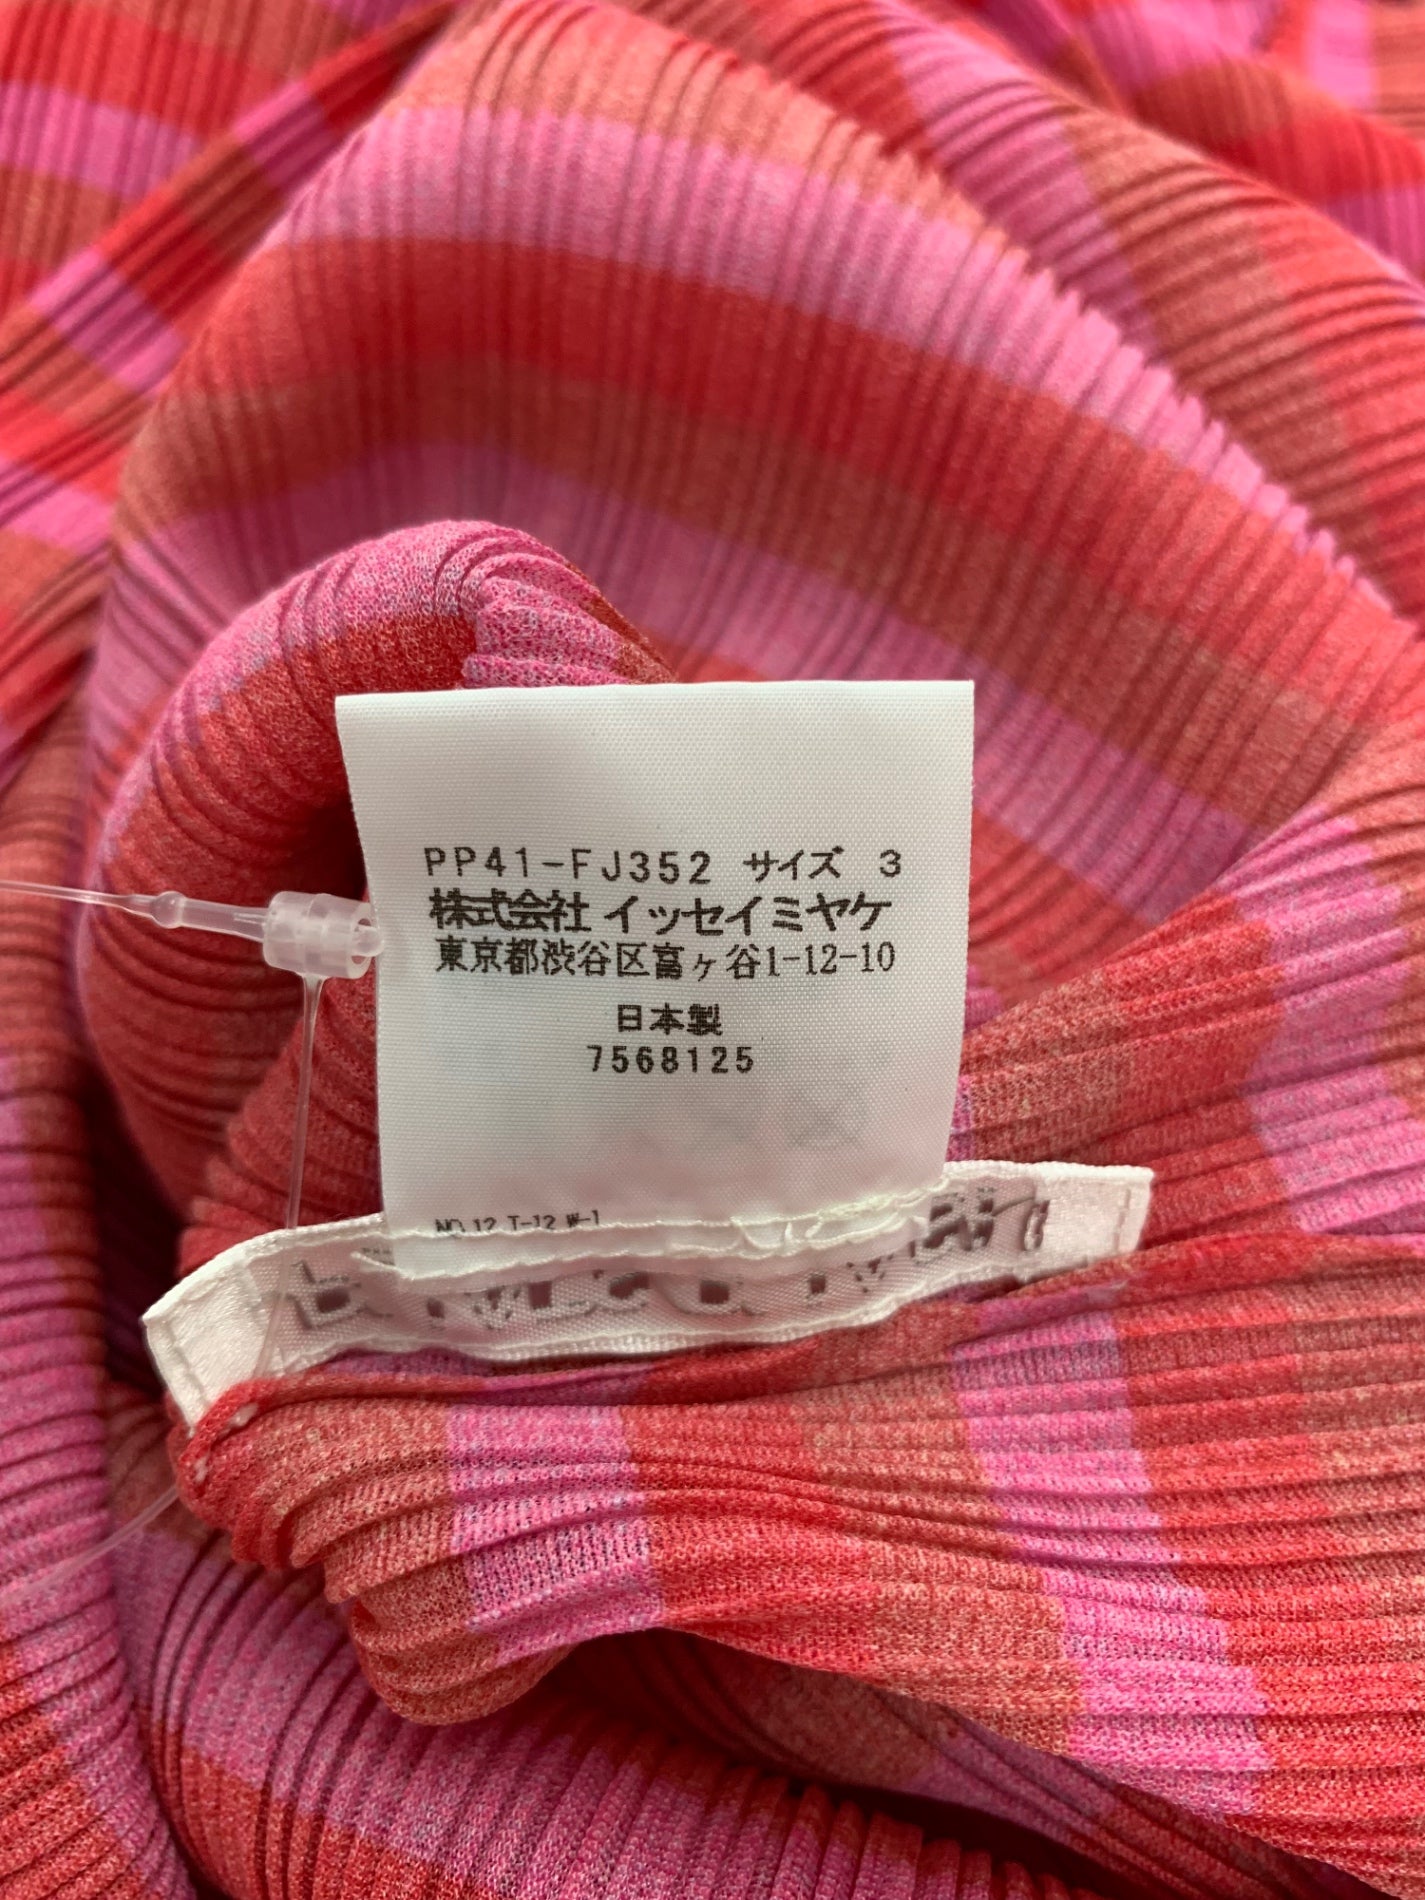 PP41-FJ352 サイズ 3
株式会社 イッセイミヤケ
東京都渋谷区富ヶ谷1-12-10
日本製
7568125
NO.12 T-12 W-1